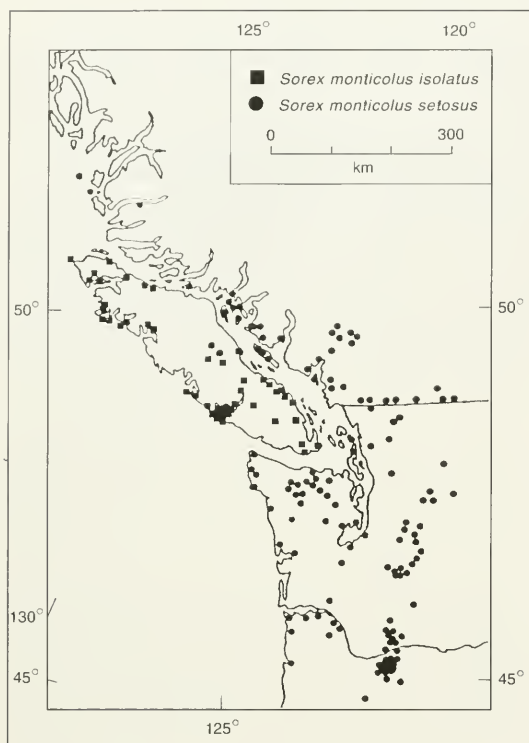 125° 120°
■ Sorex monticolus isolatus
● Sorex monticolus setosus
0 300
km
50° 50°
130°
45° 45°
125°